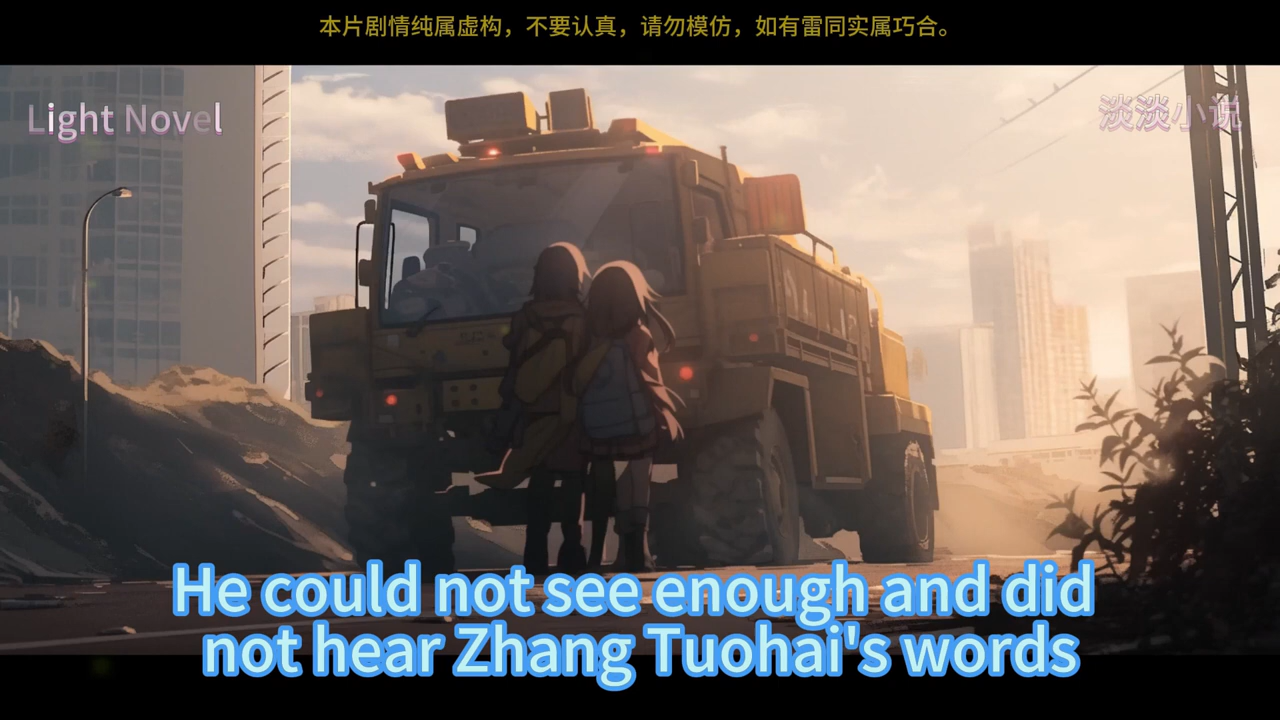 本片剧情纯属虚构，不要认真，请勿模仿，如有雷同实属巧合。
Light Novel
淡淡小说
He could not see enough and did
not hear Zhang Tuohai's words